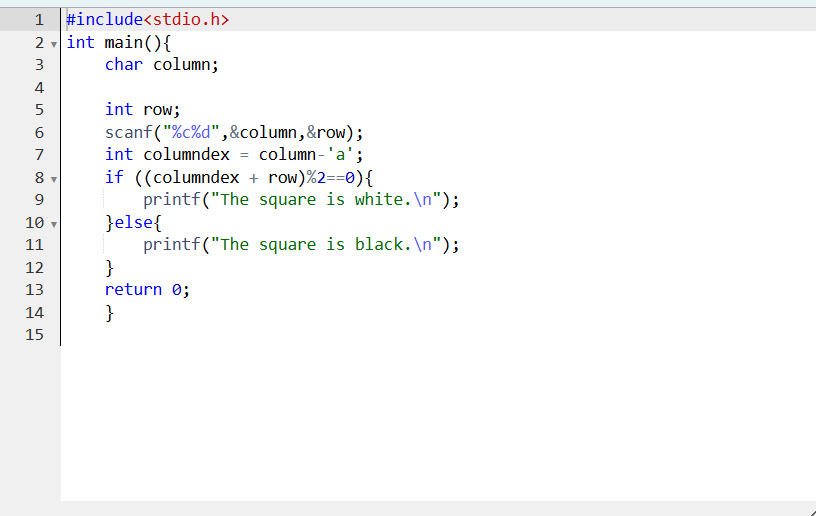 1 #include<stdio.h>
2 int main(){
3     char column;
4
5     int row;
6     scanf("%c%d",&column,&row);
7     int columndex = column-'a';
8     if ((columndex + row)%2==0){
9         printf("The square is white.\n");
10     }else{
11         printf("The square is black.\n");
12     }
13     return 0;
14     }
15